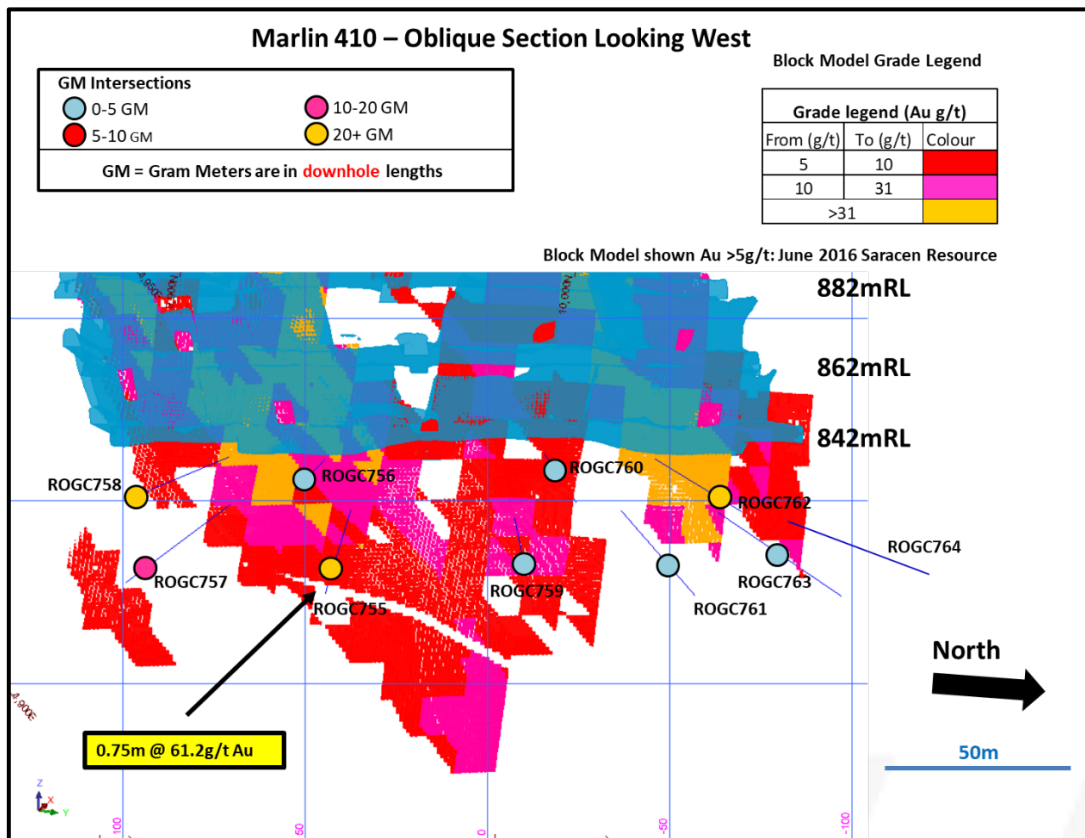 Marlin 410 – Oblique Section Looking West
GM Intersections
0-5 GM
10-20 GM
5-10 GM
20+ GM
GM = Gram Meters are in downhole lengths
Block Model Grade Legend
Grade legend (Au g/t)
From (g/t) To (g/t) Colour
5 10
10 31
>31
Block Model shown Au >5g/t: June 2016 Saracen Resource
10,000N
882mRL
862mRL
842mRL
ROGC758
ROGC756
ROGC760
ROGC762
ROGC764
ROGC757
ROGC755
ROGC759
ROGC761
ROGC763
North
0.75m @ 61.2g/t Au
50m
Z
X
Y
100
50
0
-50
-100